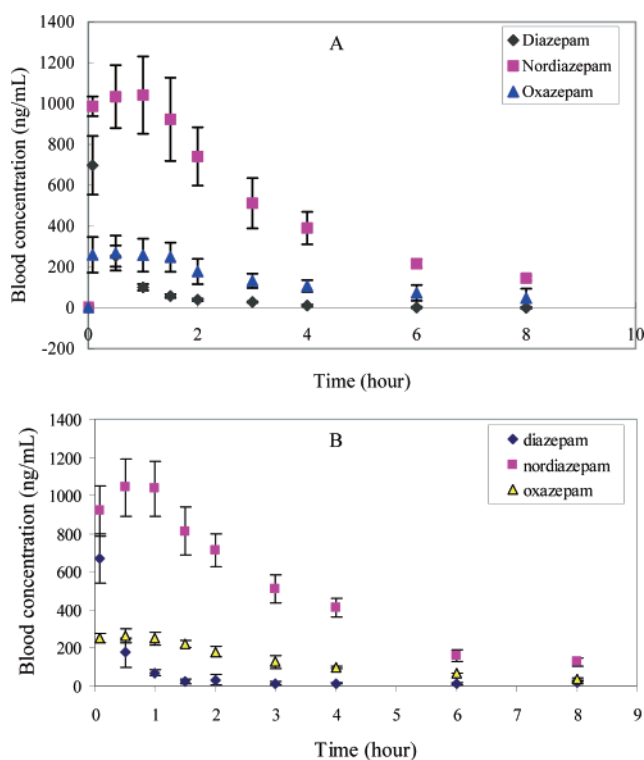 1400
A
1200
1000
800
600
400
200
0
-200
Blood concentration (ng/mL)
Diazepam
Nordiazepam
Oxazepam
0 2 4 6 8 10
Time (hour)
1400
B
1200
1000
800
600
400
200
0
Blood concentration (ng/mL)
diazepam
nordiazepam
oxazepam
0 1 2 3 4 5 6 7 8 9
Time (hour)